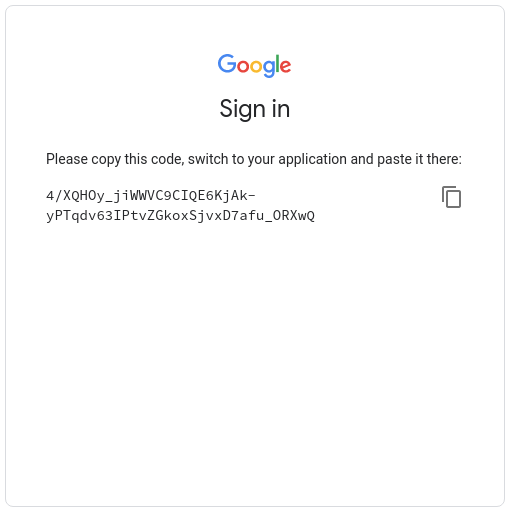 Google
Sign in
Please copy this code, switch to your application and paste it there:
4/XQHOy_jiWWVC9CIQE6KjAk-
yPTqdv63IPtvZGkoxSjvxD7afu_ORXwQ